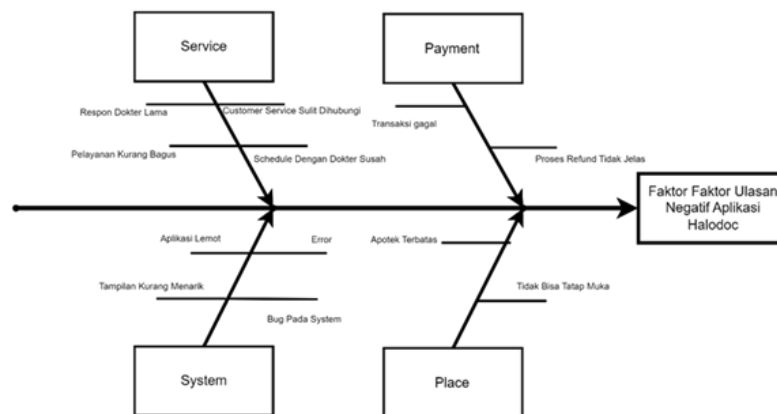 Service
Payment
Respon Dokter Lama
Customer Service Sulit Dihubungi
Transaksi gagal
Pelayanan Kurang Bagus
Schedule Dengan Dokter Susah
Proses Refund Tidak Jelas
Faktor Faktor Ulasan
Negatif Aplikasi
Halodoc
Aplikasi Lemot
Error
Apotek Terbatas
Tampilan Kurang Menarik
Tidak Bisa Tatap Muka
Bug Pada System
System
Place